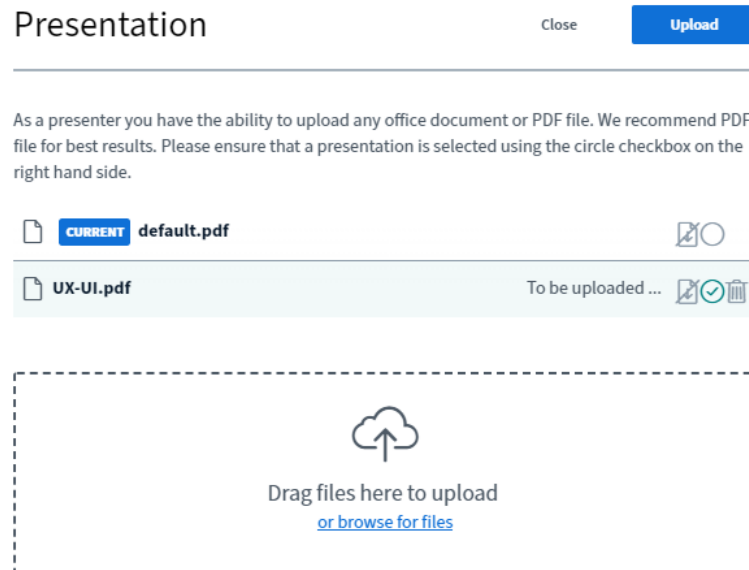 Presentation
Close
Upload
As a presenter you have the ability to upload any office document or PDF file. We recommend PDF
file for best results. Please ensure that a presentation is selected using the circle checkbox on the
right hand side.
CURRENT default.pdf
UX-UI.pdf To be uploaded ...
Drag files here to upload
or browse for files